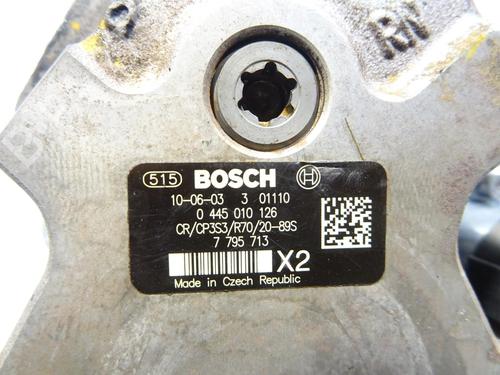 RN
515 BOSCH
10-06-03 3 01110
0 445 010 126
CR/CP3S3/R70/20-89S
7 795 713
X2
Made in Czech Republic